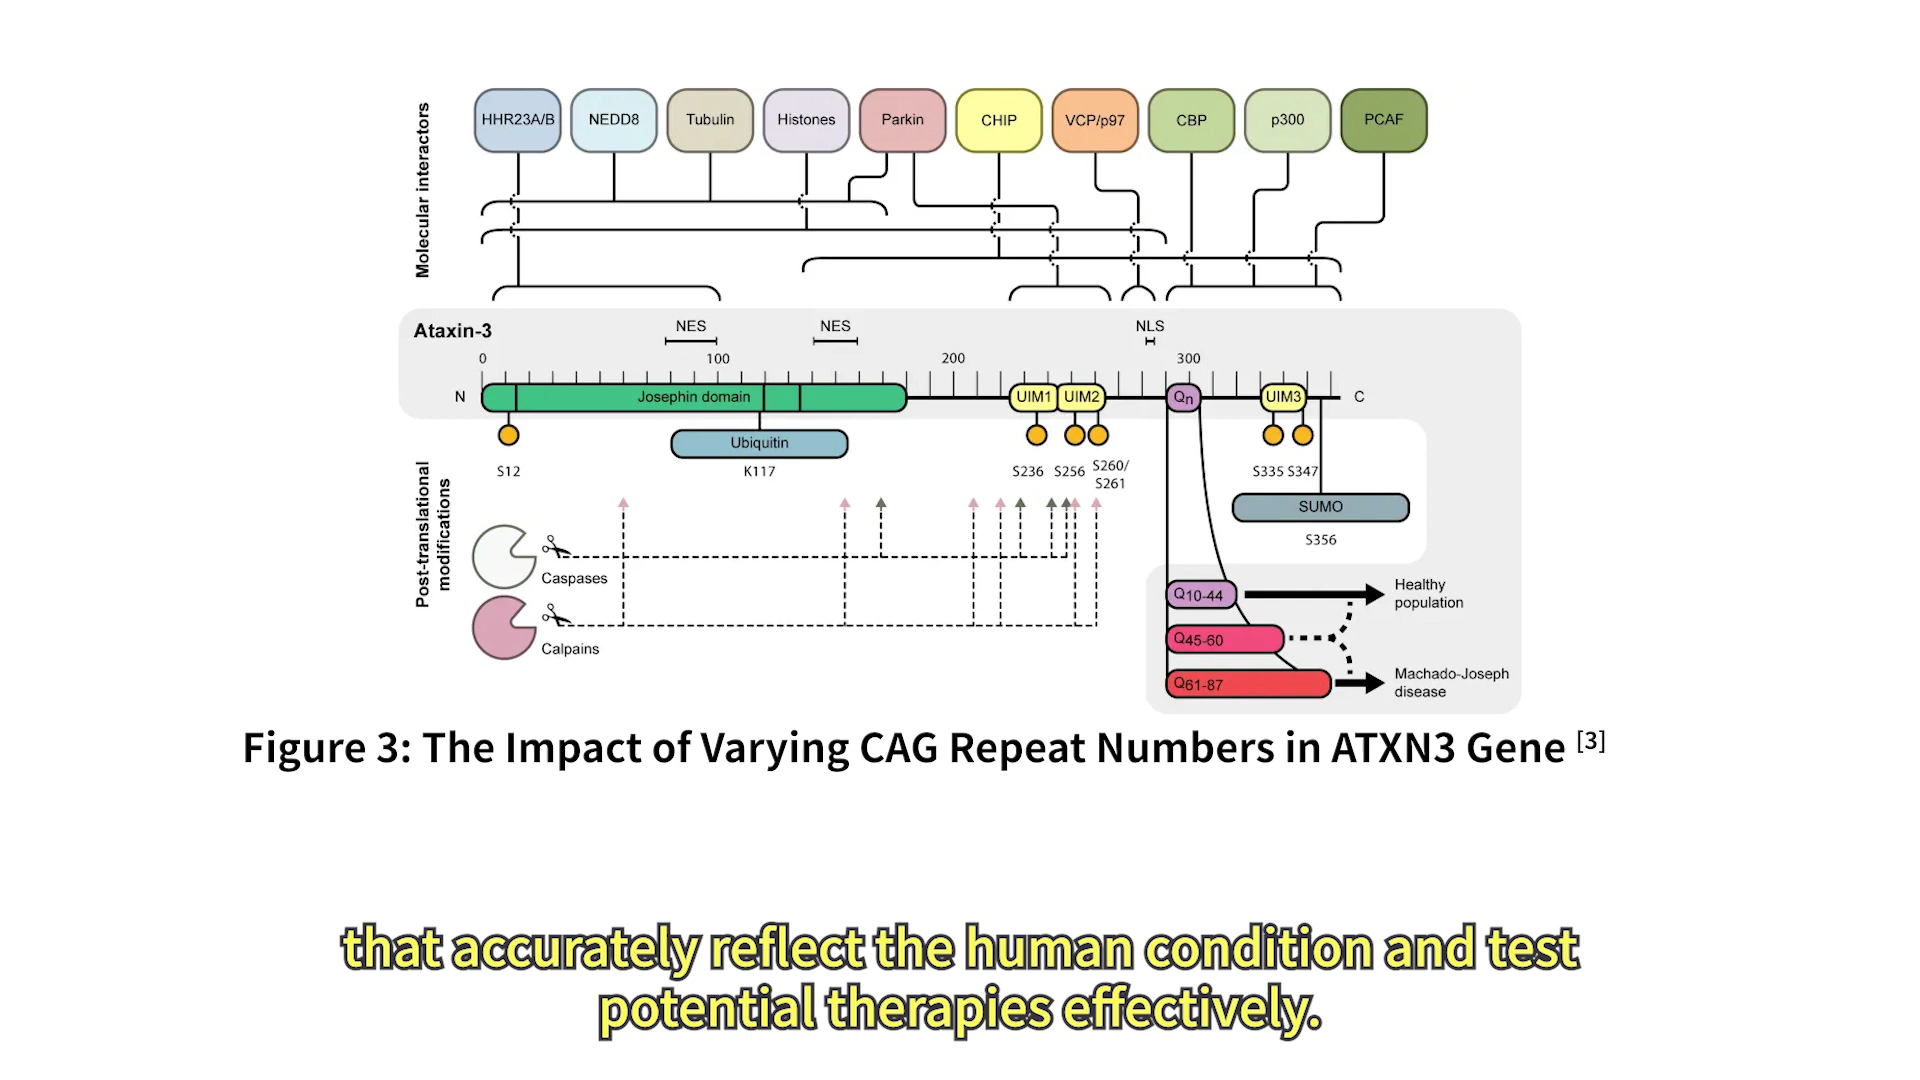 Molecular interactors
HHR23A/B
NEDD8
Tubulin
Histones
Parkin
CHIP
VCP/p97
CBP
p300
PCAF
Ataxin-3
NES
NES
NLS
0
100
200
300
N
Josephin domain
UIM1
UIM2
Qn
UIM3
C
Ubiquitin
S12
K117
S236
S256
S260/
S261
S335
S347
SUMO
S356
Post-translational
modifications
Caspases
Calpains
Q10-44
Healthy
population
Q45-60
Q61-87
Machado-Joseph
disease
Figure 3: The Impact of Varying CAG Repeat Numbers in ATXN3 Gene [3]
that accurately reflect the human condition and test
potential therapies effectively.